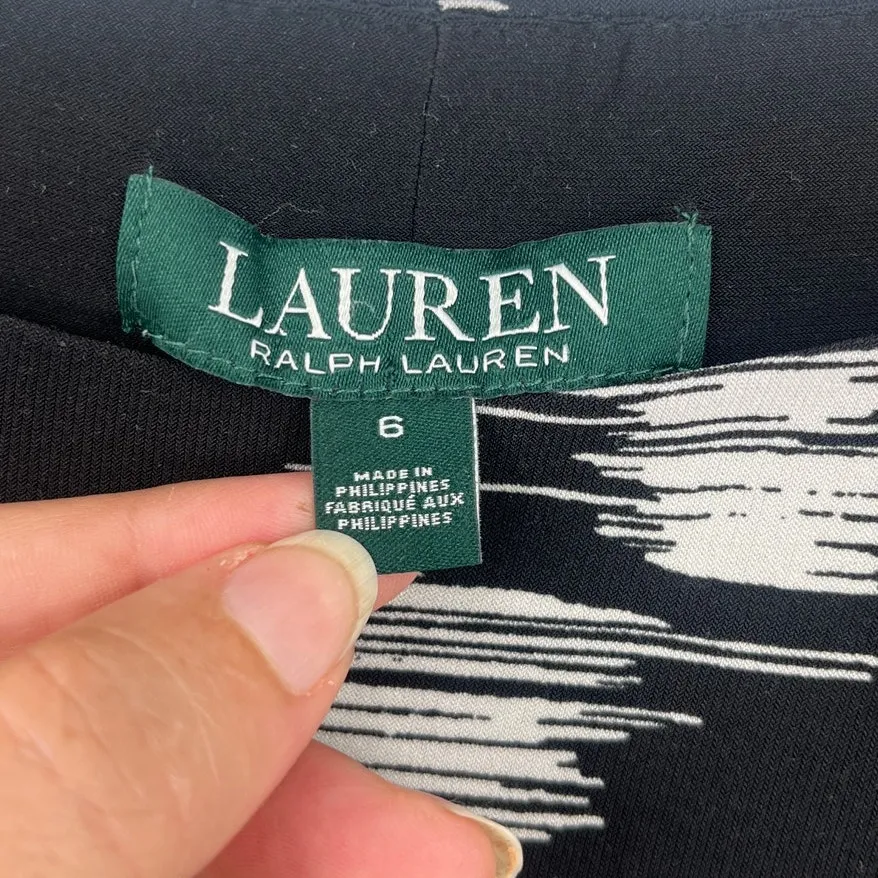 LAUREN
RALPH LAUREN
6
MADE IN
PHILIPPINES
FABRIQUÉ AUX
PHILIPPINES